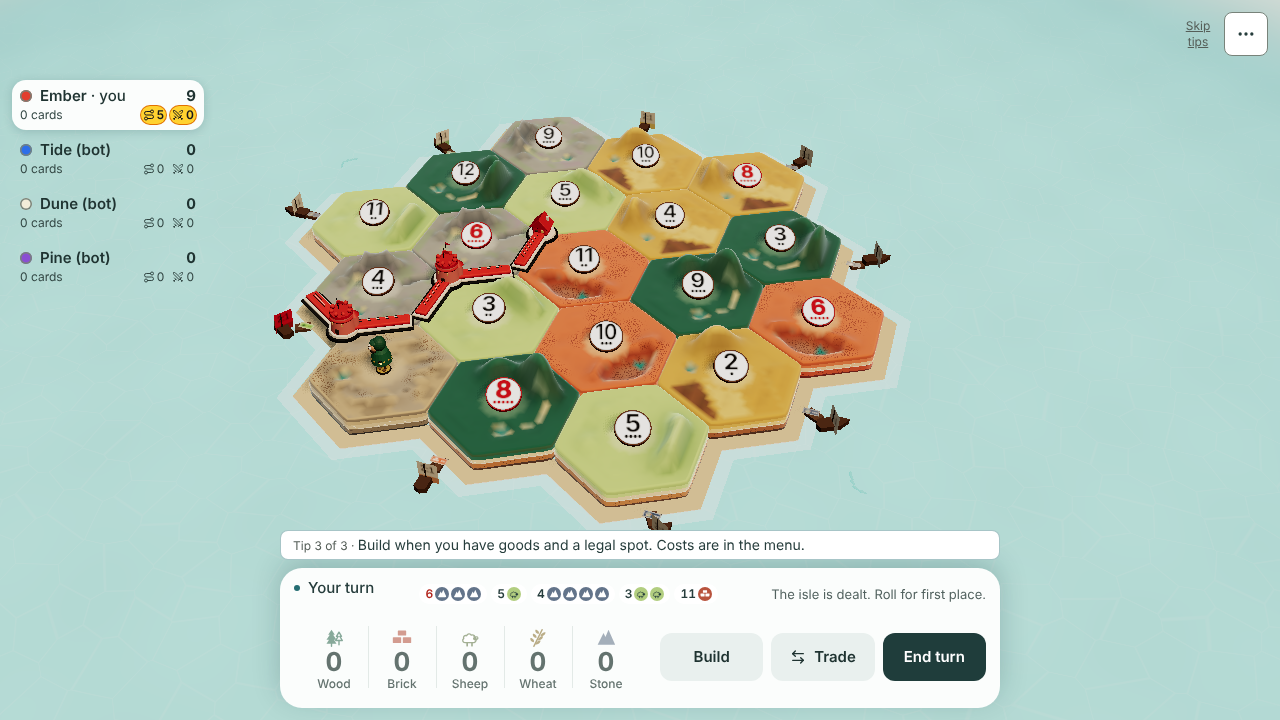 Skip
tips
Ember · you 9
0 cards 5 0
Tide (bot) 0
0 cards 0 0
Dune (bot) 0
0 cards 0 0
Pine (bot) 0
0 cards 0 0
9
10
12
8
5
11
4
6
3
11
4
9
3
6
10
2
8
5
Tip 3 of 3 · Build when you have goods and a legal spot. Costs are in the menu.
Your turn 6 5 4 3 11 The isle is dealt. Roll for first place.
0 0 0 0 0
Wood Brick Sheep Wheat Stone
Build Trade End turn